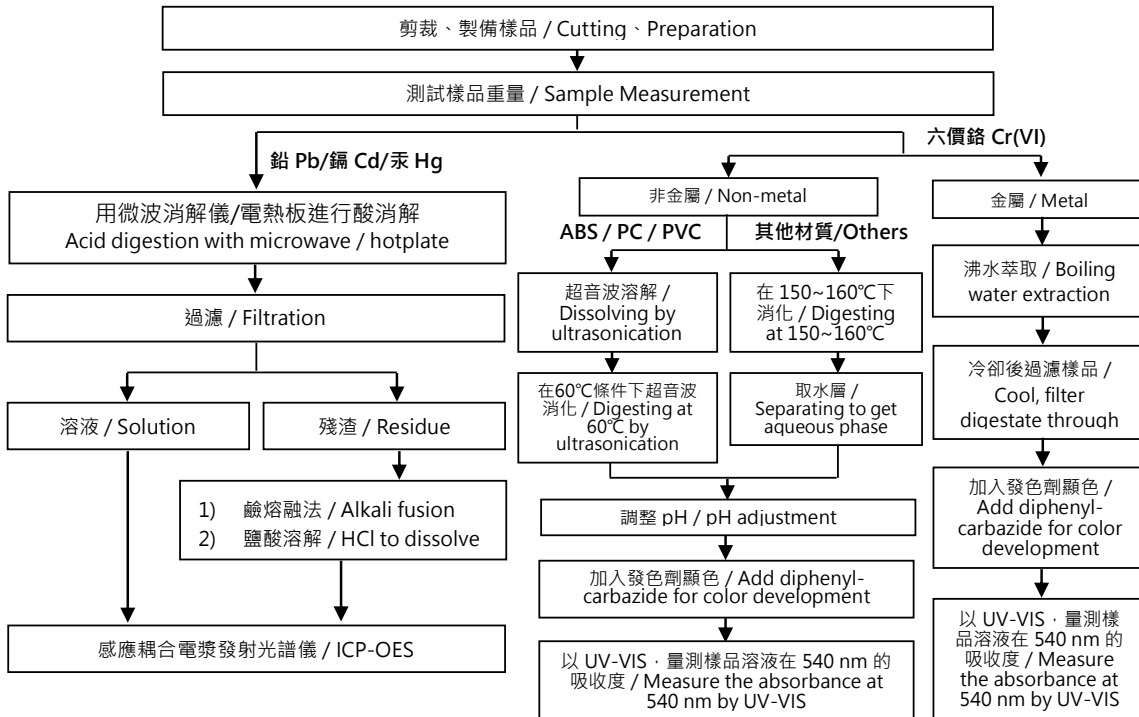 剪裁、製備樣品 / Cutting、Preparation
測試樣品重量 / Sample Measurement
鉛 Pb/鎘 Cd/汞 Hg
六價鉻 Cr(VI)
用微波消解儀/電熱板進行酸消解
Acid digestion with microwave / hotplate
過濾 / Filtration
溶液 / Solution
殘渣 / Residue
1) 鹼熔融法 / Alkali fusion
2) 鹽酸溶解 / HCl to dissolve
感應耦合電漿發射光譜儀 / ICP-OES
非金屬 / Non-metal
ABS / PC / PVC
其他材質/Others
超音波溶解 /
Dissolving by
ultrasonication
在60℃條件下超音波
消化 / Digesting at
60℃ by
ultrasonication
在 150~160℃下
消化 / Digesting
at 150~160℃
取水層 /
Separating to get
aqueous phase
調整 pH / pH adjustment
加入發色劑顯色 / Add diphenyl-
carbazide for color development
以 UV-VIS，量測樣品溶液在 540 nm 的
吸收度 / Measure the absorbance at
540 nm by UV-VIS
金屬 / Metal
沸水萃取 / Boiling
water extraction
冷卻後過濾樣品 /
Cool, filter
digestate through
加入發色劑顯色 /
Add diphenyl-
carbazide for color
development
以 UV-VIS，量測樣
品溶液在 540 nm 的
吸收度 / Measure
the absorbance at
540 nm by UV-VIS